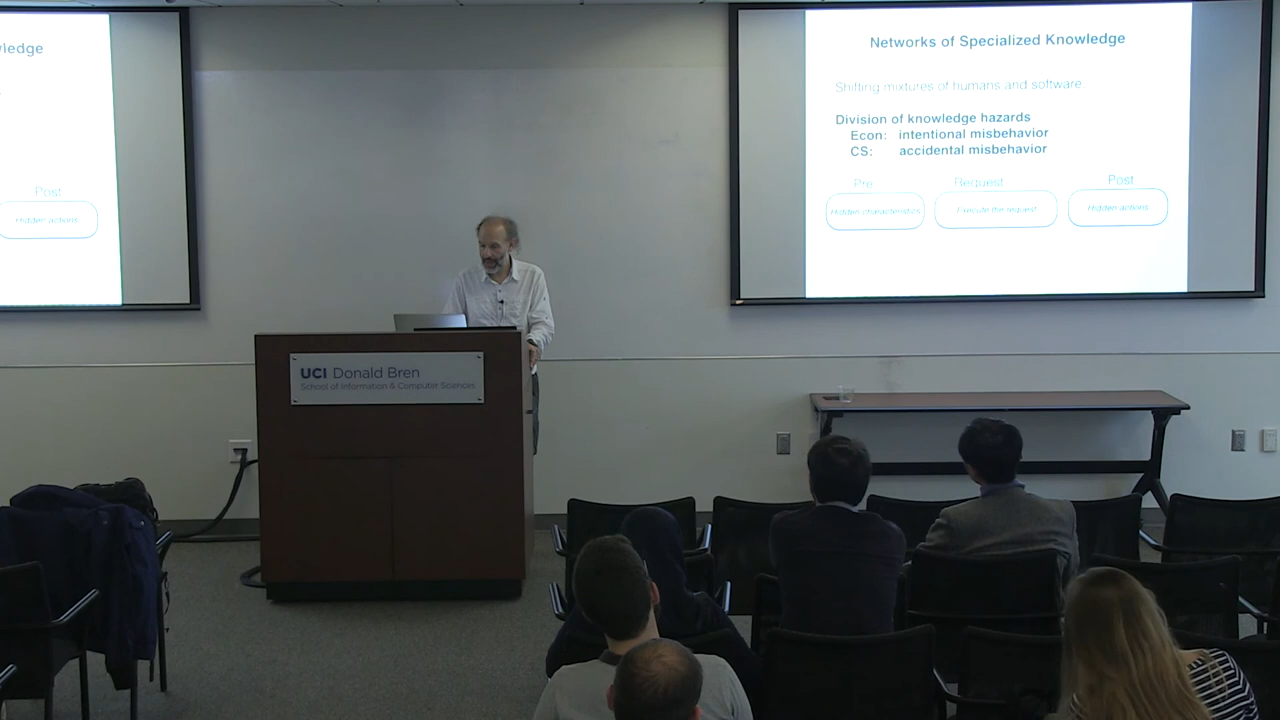 wledge
Post
Hidden actions
UCI Donald Bren
School of Information & Computer Sciences
Networks of Specialized Knowledge
Shifting mixtures of humans and software.
Division of knowledge hazards
Econ: intentional misbehavior
CS: accidental misbehavior
Pre Request Post
Hidden characteristics Execute the request Hidden actions